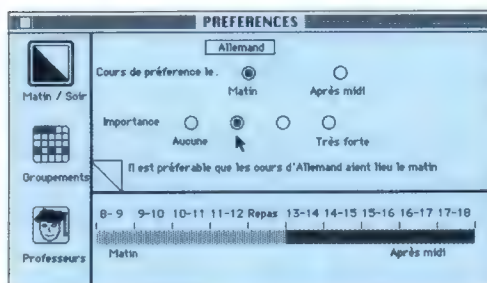 PREFERENCES
Allemand
Cours de préference le .
Matin
Après midi
Matin / Soir
Importance
Aucune
Très forte
Groupements
Il est préferable que les cours d'Allemand aient lieu le matin
8-9 9-10 10-11 11-12 Repas 13-14 14-15 15-16 16-17 17-18
Matin
Après midi
Professeurs